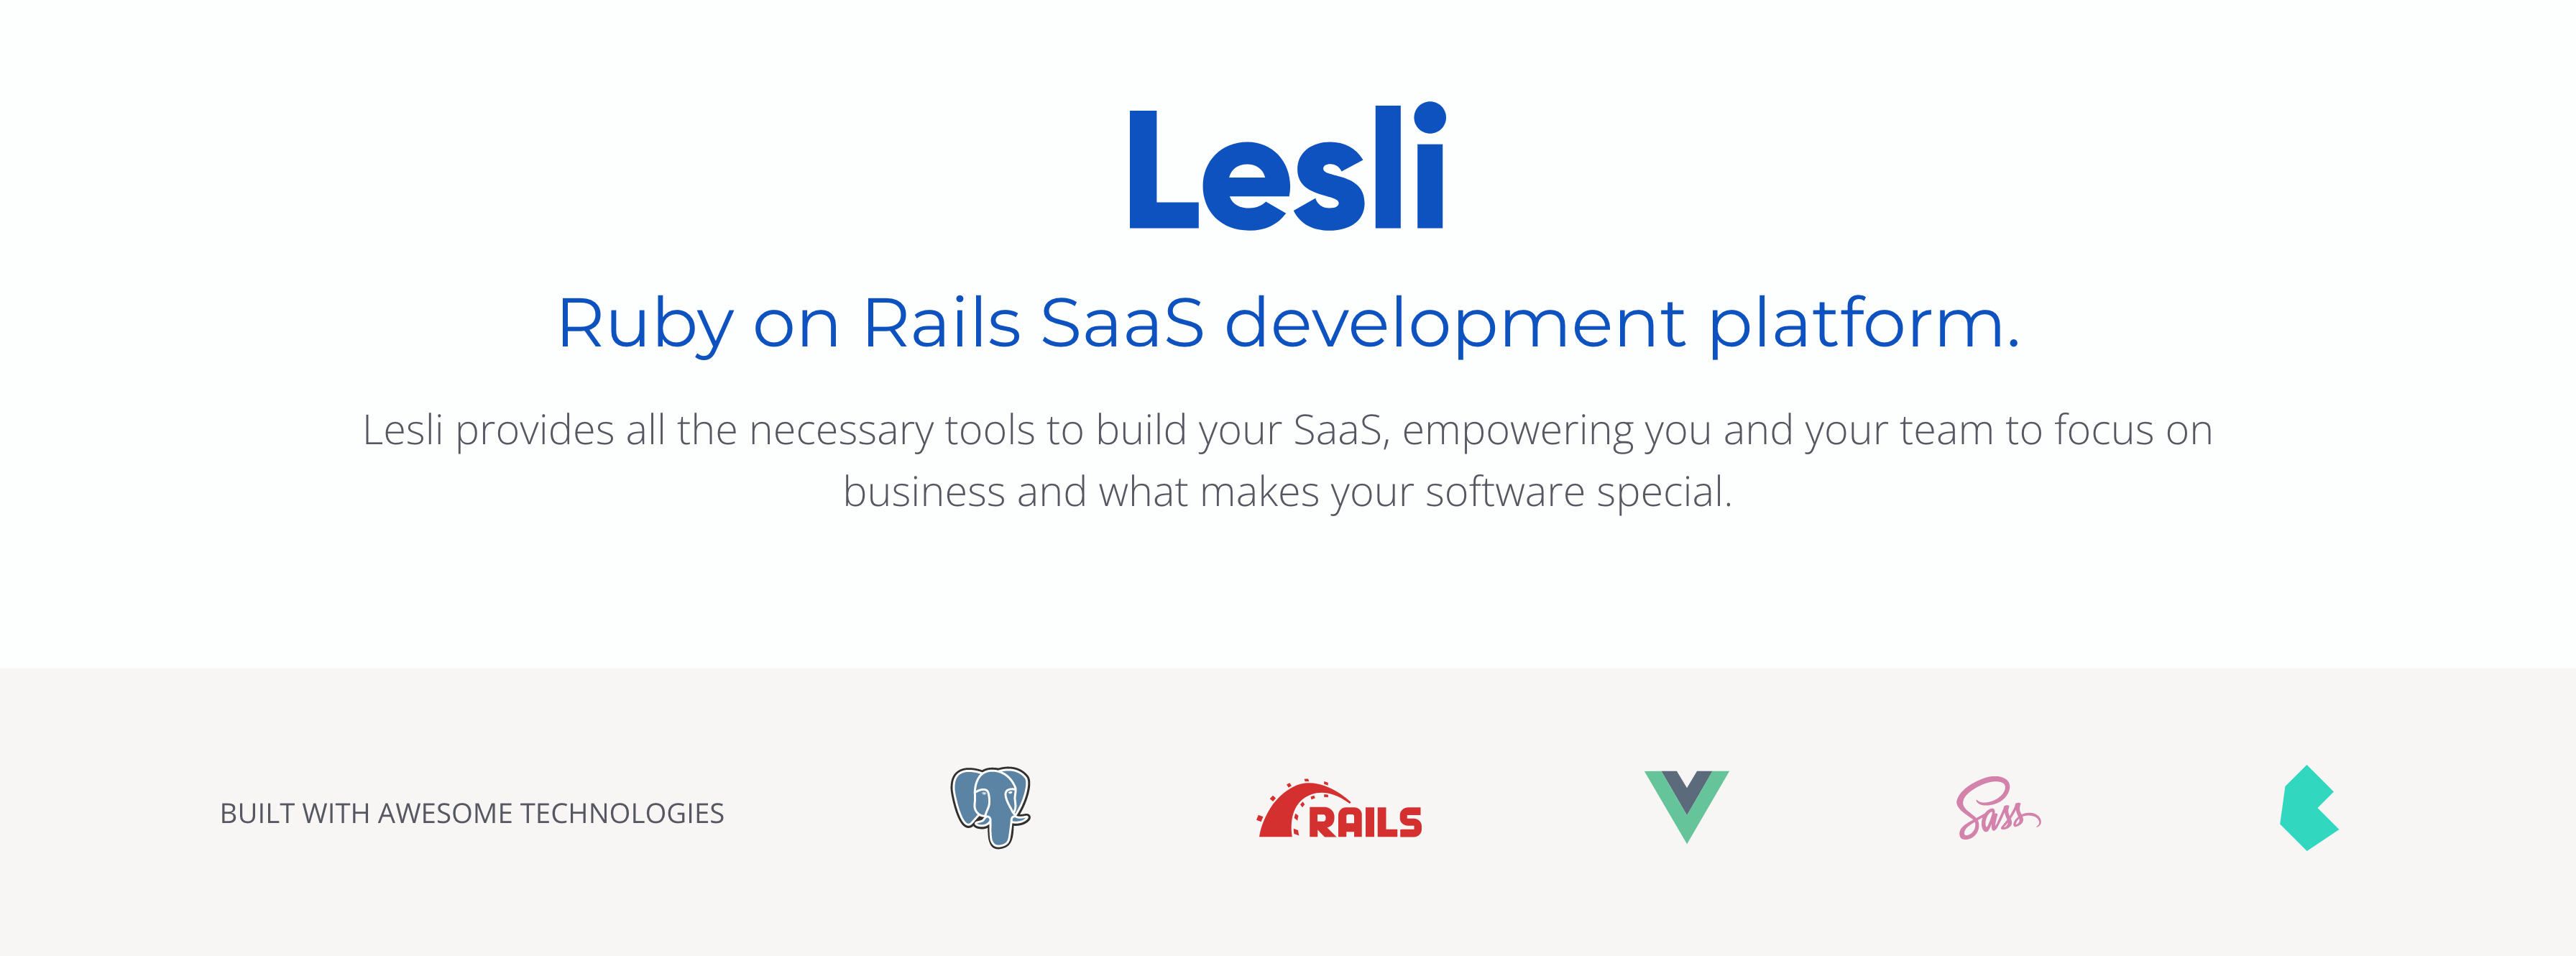 Lesli
Ruby on Rails SaaS development platform.
Lesli provides all the necessary tools to build your SaaS, empowering you and your team to focus on
business and what makes your software special.
BUILT WITH AWESOME TECHNOLOGIES
RAILS
Sass